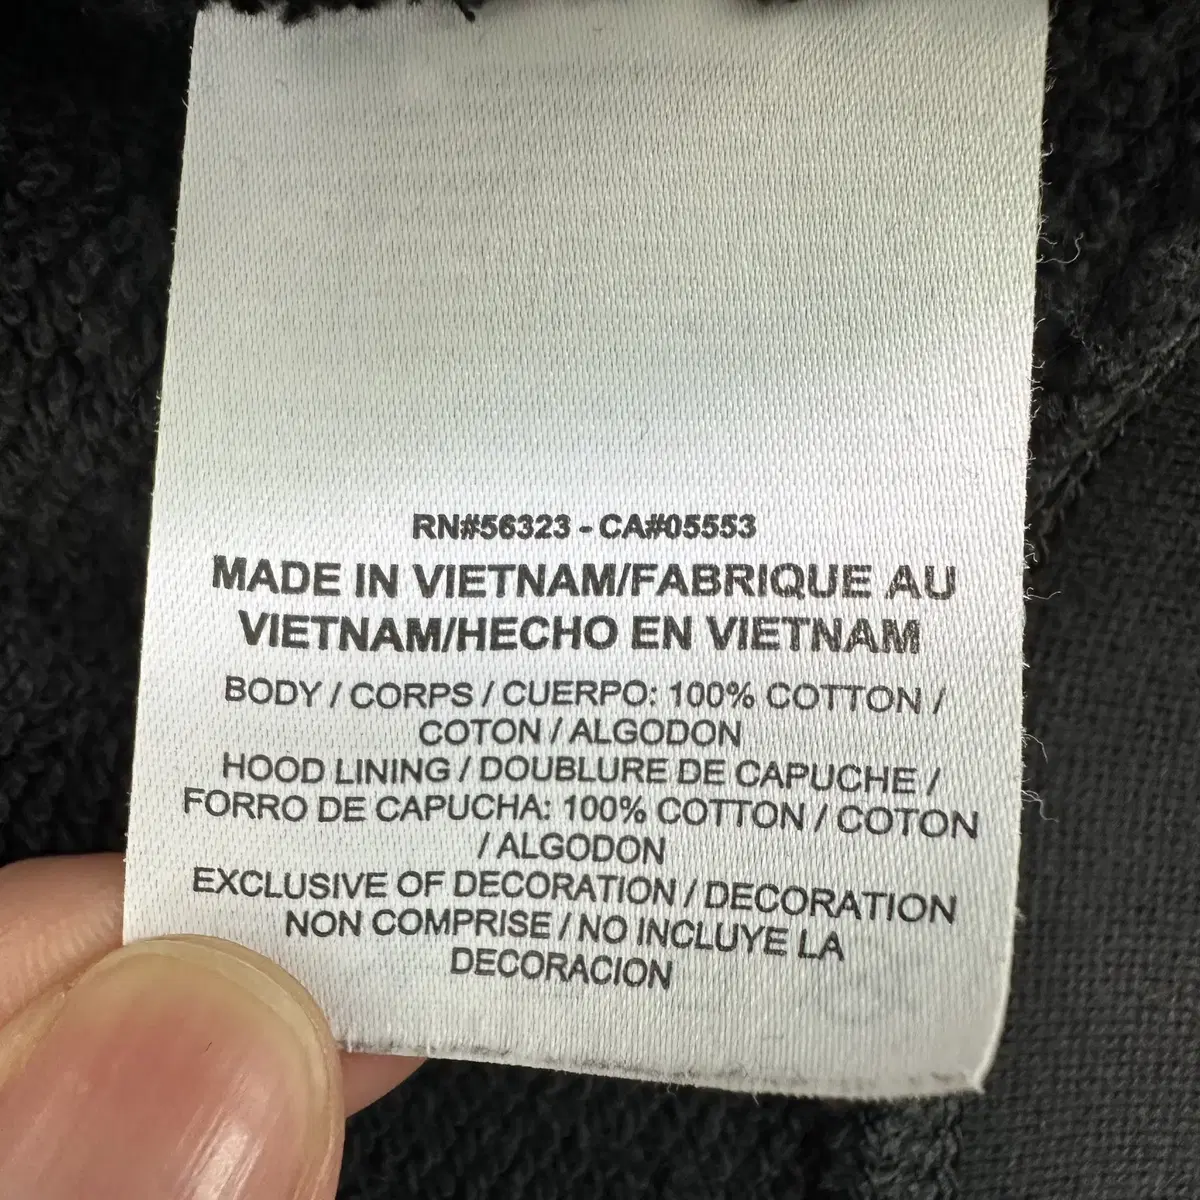 RN#56323 - CA#05553
MADE IN VIETNAM/FABRIQUE AU
VIETNAM/HECHO EN VIETNAM
BODY / CORPS / CUERPO: 100% COTTON /
COTON / ALGODON
HOOD LINING / DOUBLURE DE CAPUCHE /
FORRO DE CAPUCHA: 100% COTTON / COTON
/ ALGODON
EXCLUSIVE OF DECORATION / DECORATION
NON COMPRISE / NO INCLUYE LA
DECORACION